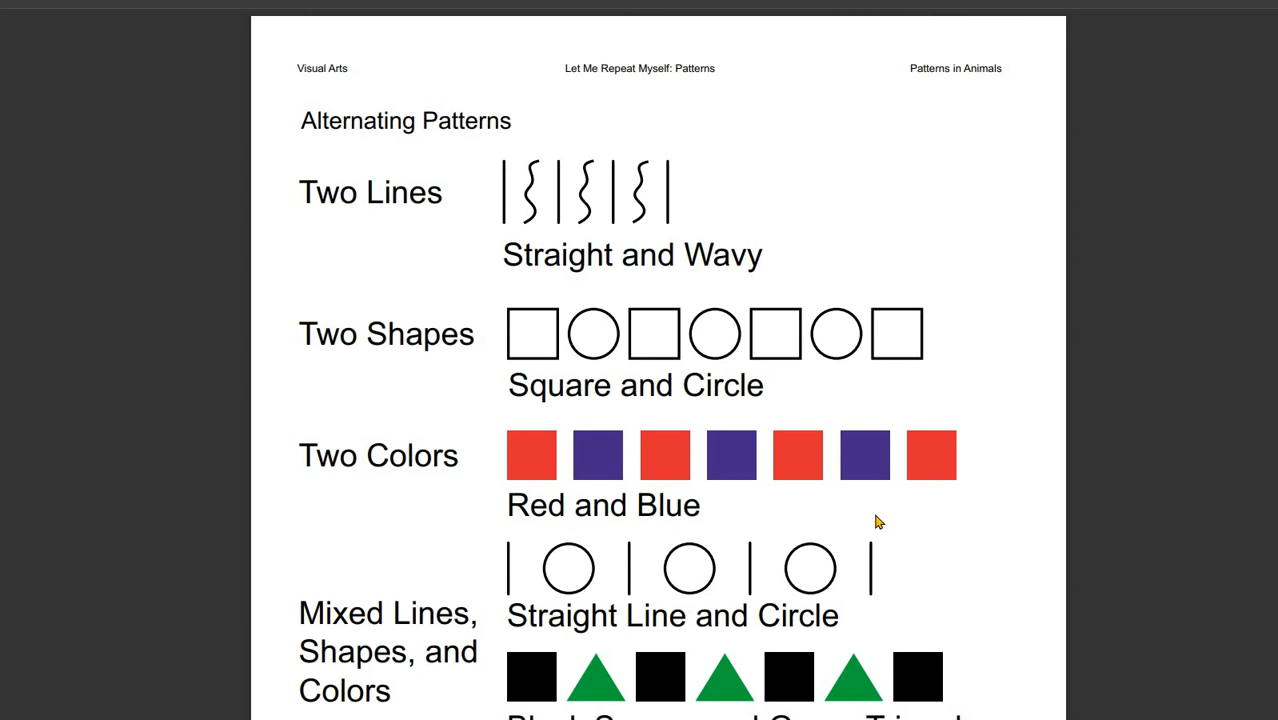 Visual Arts
Let Me Repeat Myself: Patterns
Patterns in Animals
Alternating Patterns
Two Lines
Straight and Wavy
Two Shapes
Square and Circle
Two Colors
Red and Blue
Straight Line and Circle
Mixed Lines,
Shapes, and
Colors